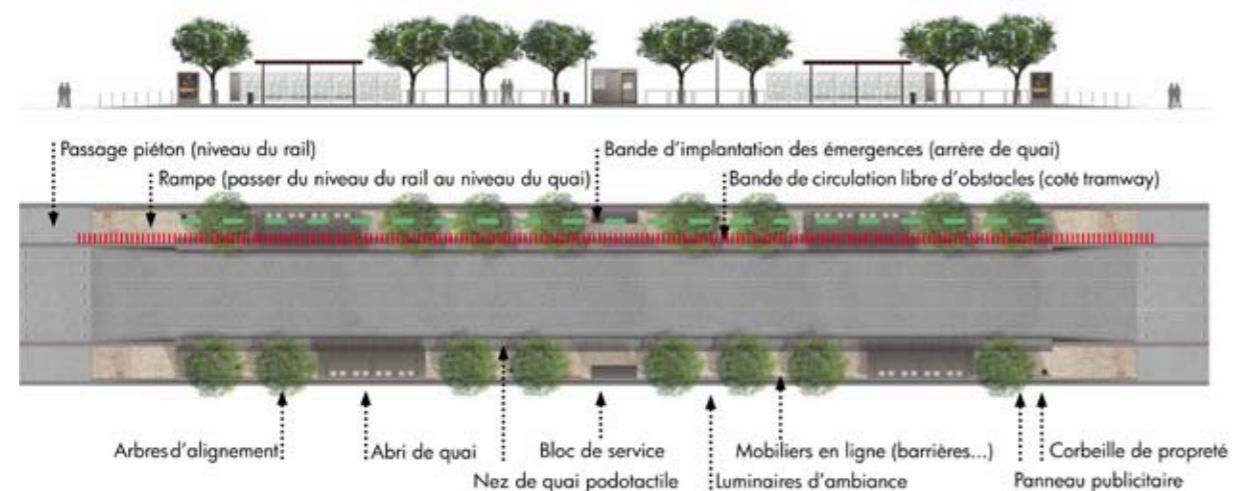 Passage piéton (niveau du rail)
Bande d'implantation des émergences (arrère de quai)
Rampe (passer du niveau du rail au niveau du quai)
Bande de circulation libre d'obstacles (coté tramway)
Arbres d'alignement
Abri de quai
Bloc de service
Mobiliers en ligne (barrières...)
Corbeille de propreté
Nez de quai podotactile
Luminaires d'ambiance
Panneau publicitaire